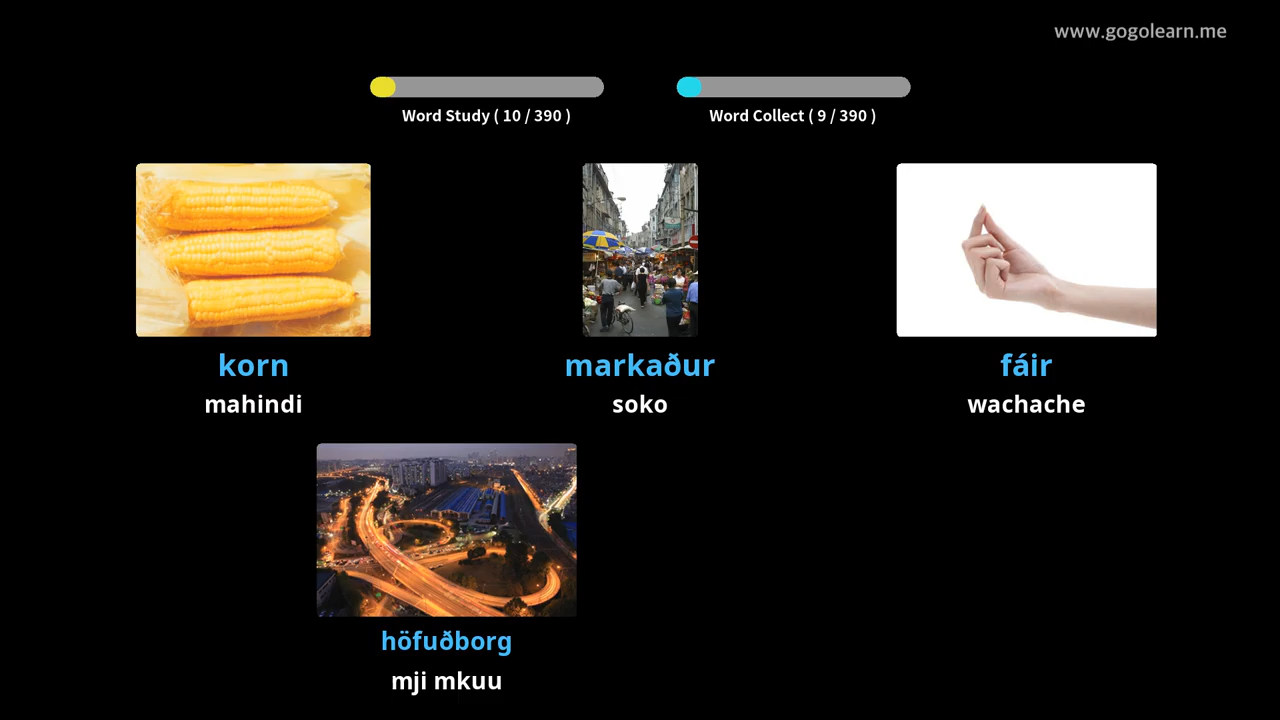 www.gogolearn.me
Word Study ( 10 / 390 )
Word Collect ( 9 / 390 )
korn
markaður
fáir
mahindi
soko
wachache
höfuðborg
mji mkuu